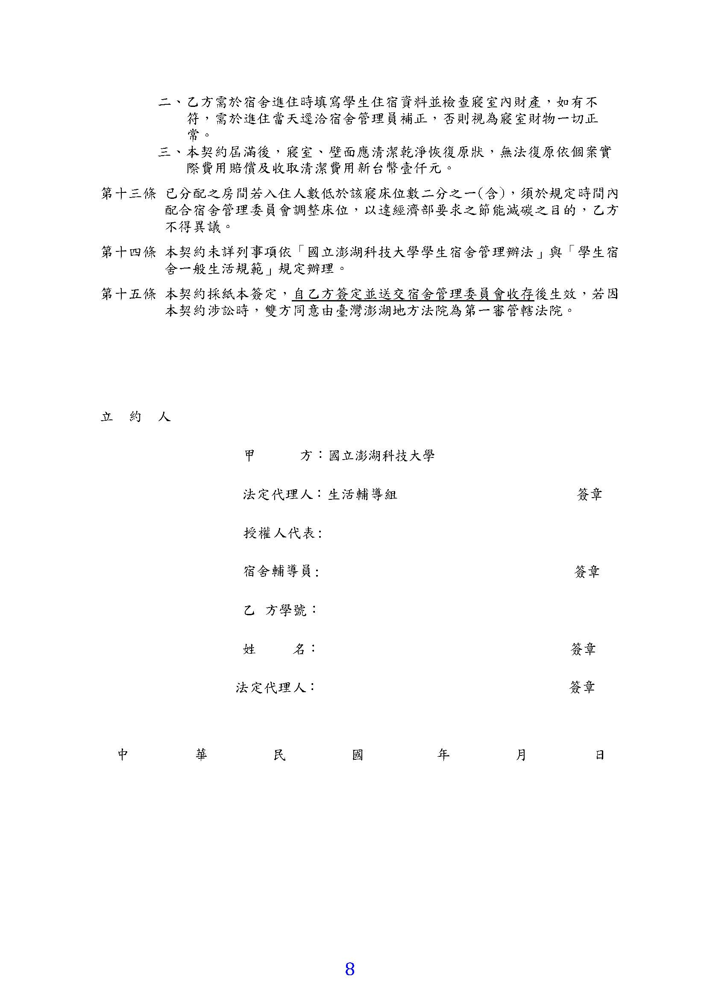 二、乙方需於宿舍進住時填寫學生住宿資料並檢查寢室內財產，如有不
符，需於進住當天逕洽宿舍管理員補正，否則視為寢室財物一切正
常。
三、本契約屆滿後，寢室、壁面應清潔乾淨恢復原狀，無法復原依個案實
際費用賠償及收取清潔費用新台幣壹仟元。
第十三條 已分配之房間若入住人數低於該寢床位數二分之一(含)，須於規定時間內
配合宿舍管理委員會調整床位，以達經濟部要求之節能減碳之目的，乙方
不得異議。
第十四條 本契約未詳列事項依「國立澎湖科技大學學生宿舍管理辦法」與「學生宿
舍一般生活規範」規定辦理。
第十五條 本契約採紙本簽定，自乙方簽定並送交宿舍管理委員會收存後生效，若因
本契約涉訟時，雙方同意由臺灣澎湖地方法院為第一審管轄法院。
立 約 人
甲 方：國立澎湖科技大學
法定代理人：生活輔導組 簽章
授權人代表:
宿舍輔導員: 簽章
乙 方學號：
姓 名： 簽章
法定代理人： 簽章
中 華 民 國 年 月 日
8